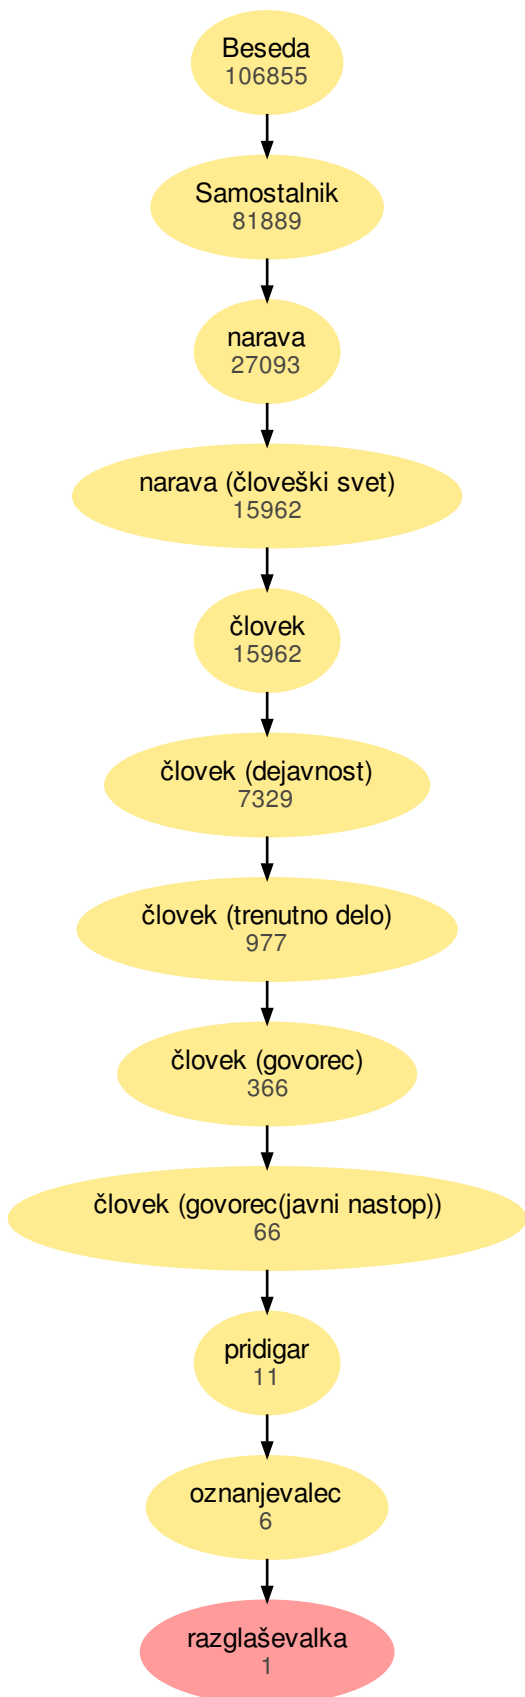 Beseda
106855
Samostalnik
81889
narava
27093
narava (človeški svet)
15962
človek
15962
človek (dejavnost)
7329
človek (trenutno delo)
977
človek (govorec)
366
človek (govorec(javni nastop))
66
pridigar
11
oznanjevalec
6
razglaševalka
1